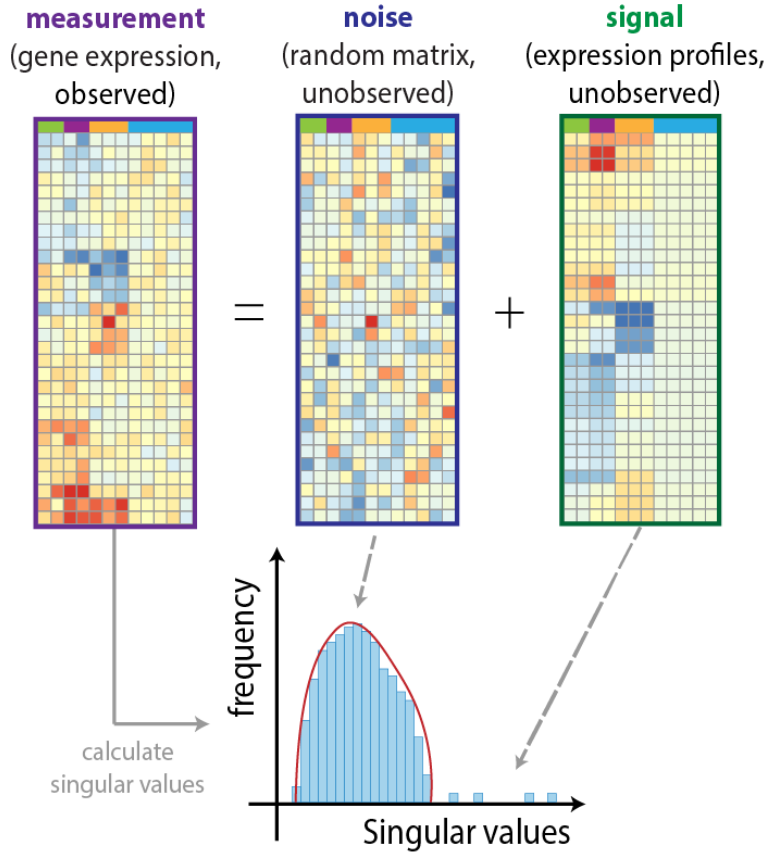 measurement
(gene expression,
observed)
noise
(random matrix,
unobserved)
signal
(expression profiles,
unobserved)
=
+
calculate
singular values
frequency
Singular values